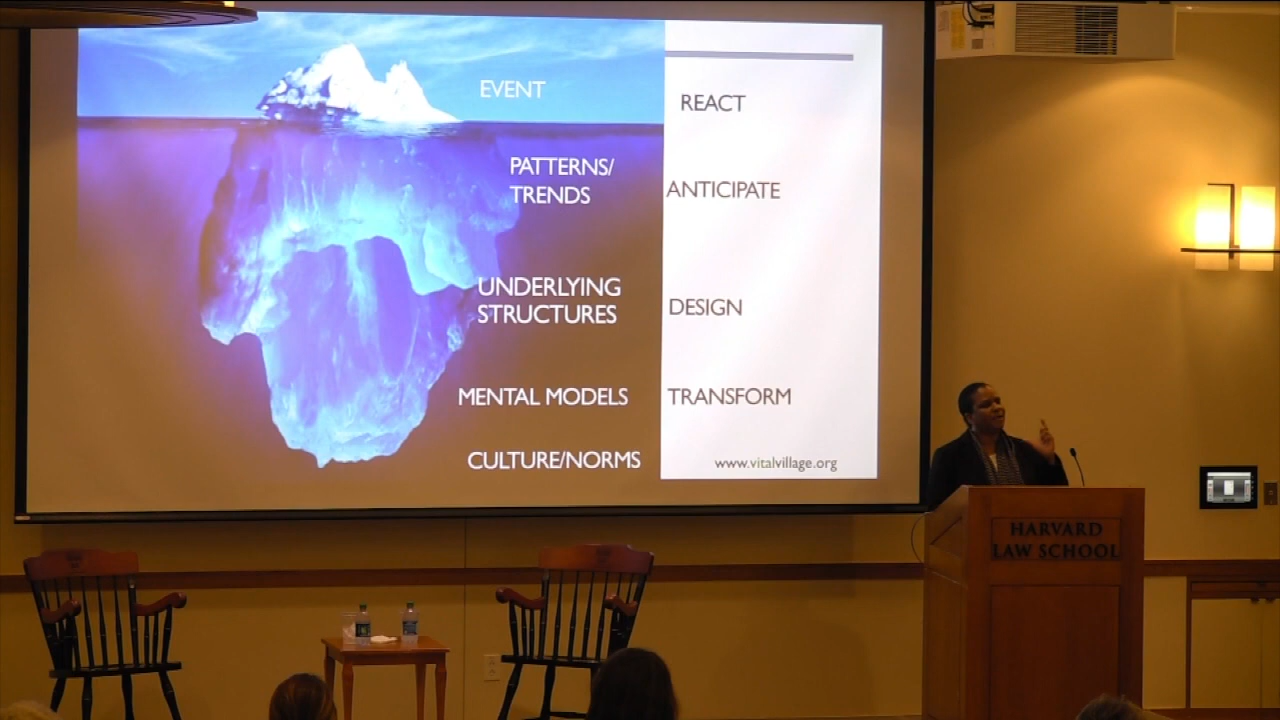 EVENT
REACT
PATTERNS/
TRENDS
ANTICIPATE
UNDERLYING
STRUCTURES
DESIGN
MENTAL MODELS
TRANSFORM
CULTURE/NORMS
www.vitalvillage.org
HARVARD
LAW SCHOOL